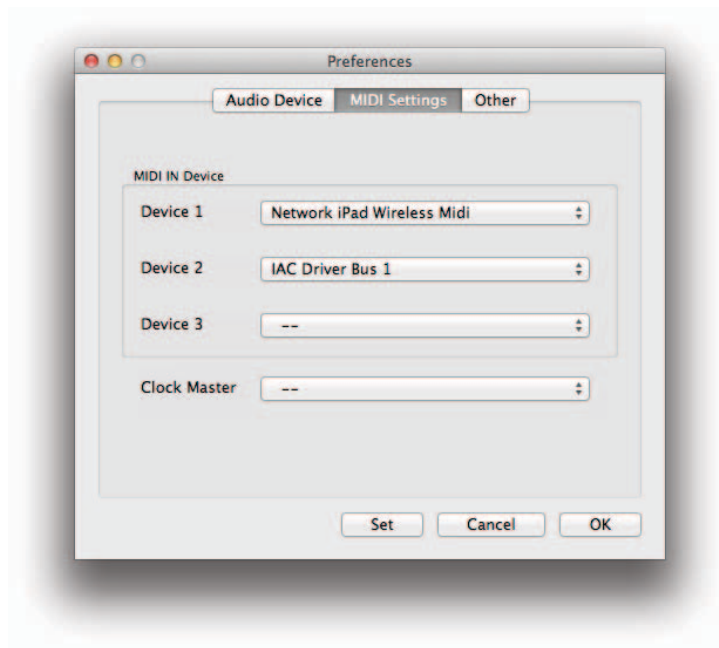 Preferences
Audio Device MIDI Settings Other
MIDI IN Device
Device 1 Network iPad Wireless Midi
Device 2 IAC Driver Bus 1
Device 3 --
Clock Master --
Set Cancel OK